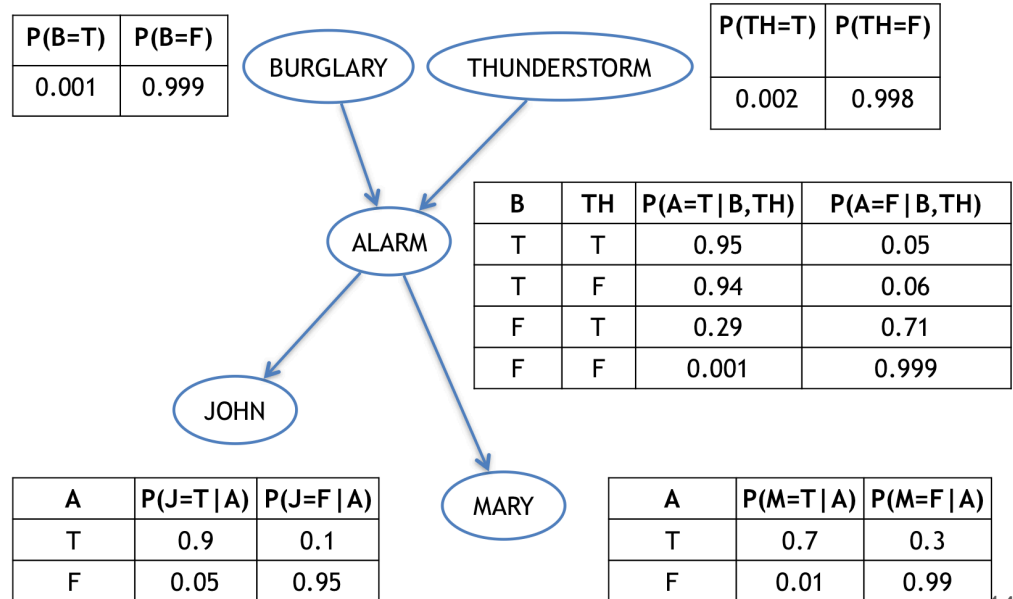 P(B=T) P(B=F)
0.001 0.999
BURGLARY
THUNDERSTORM
P(TH=T) P(TH=F)
0.002 0.998
ALARM
B TH P(A=T|B,TH) P(A=F|B,TH)
T T 0.95 0.05
T F 0.94 0.06
F T 0.29 0.71
F F 0.001 0.999
JOHN
MARY
A P(J=T|A) P(J=F|A)
T 0.9 0.1
F 0.05 0.95
A P(M=T|A) P(M=F|A)
T 0.7 0.3
F 0.01 0.99